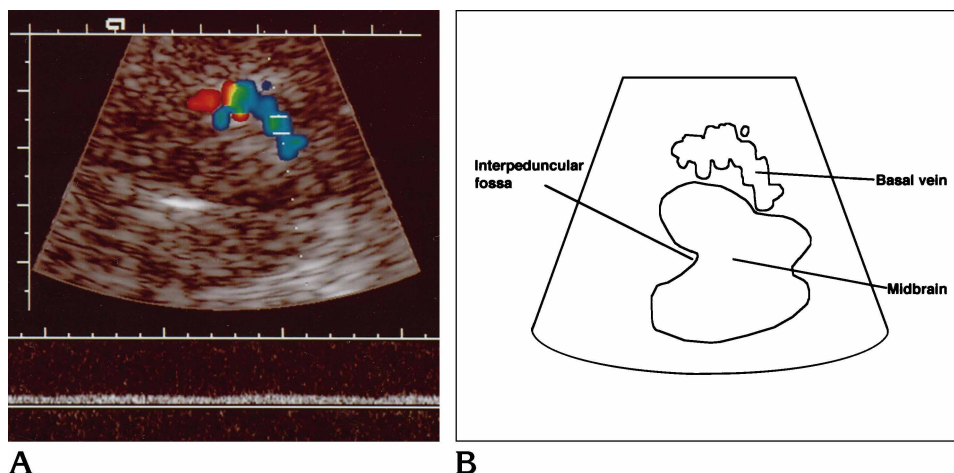 Interpeduncular
fossa
Basal vein
Midbrain
A
B